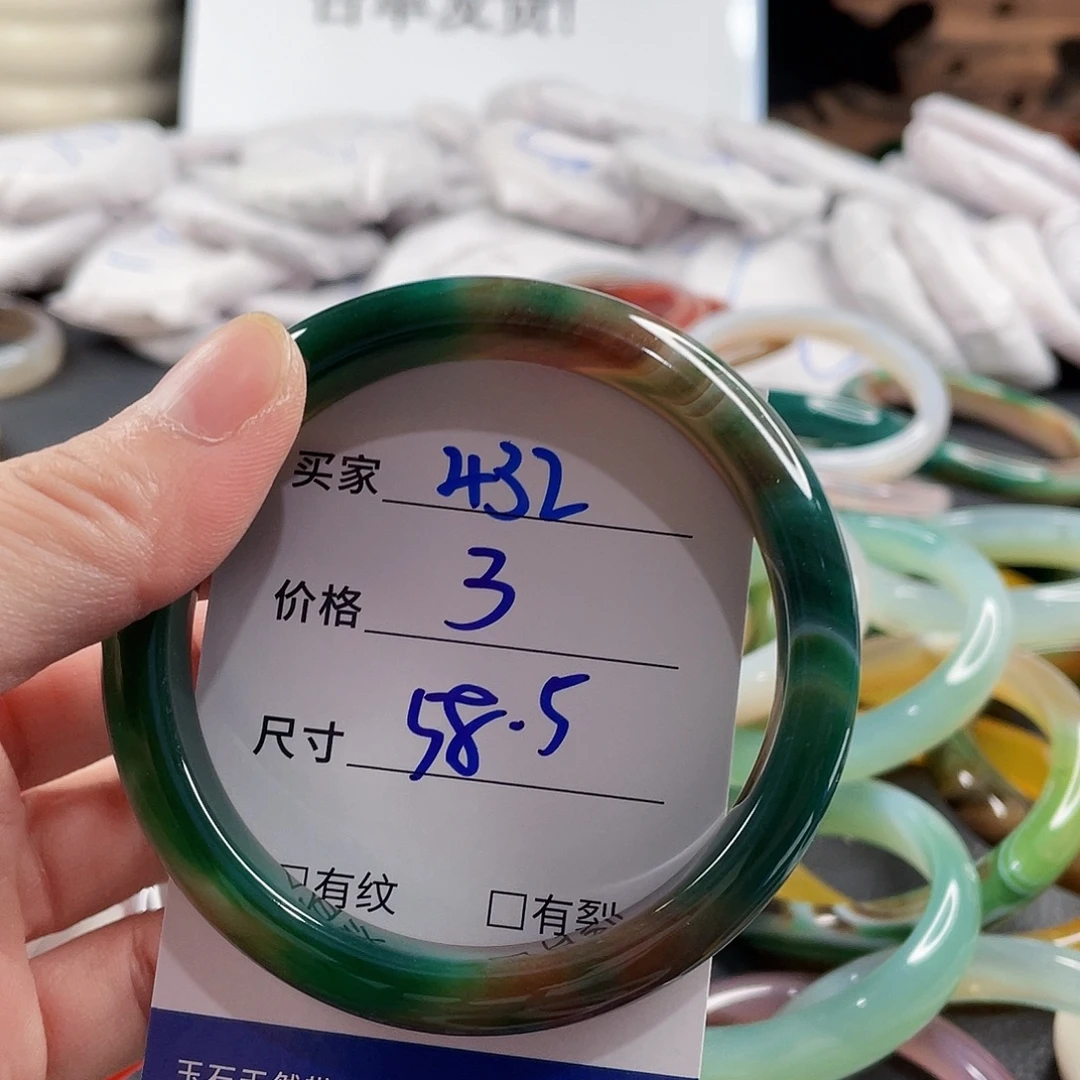 买家 432
价格 3
尺寸 58.5
□有纹 □有裂